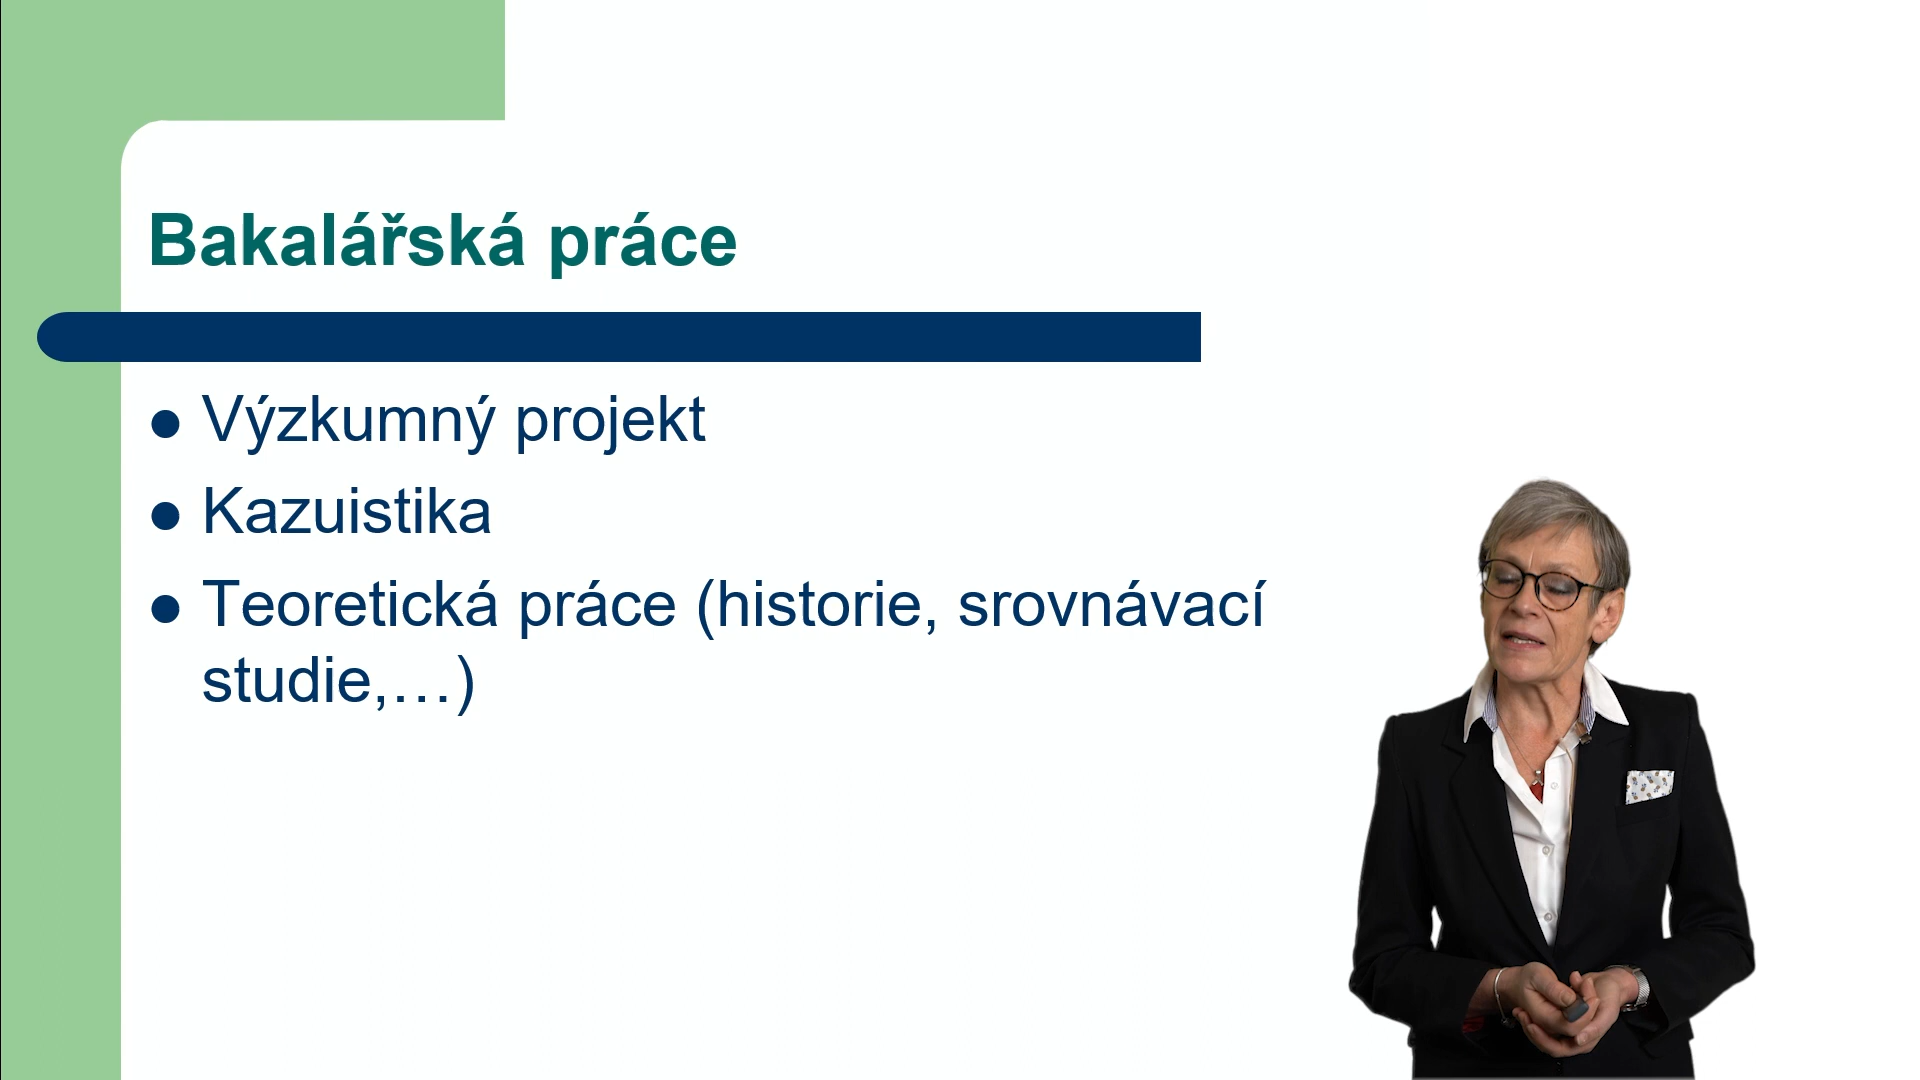 Bakalářská práce
● Výzkumný projekt
● Kazuistika
● Teoretická práce (historie, srovnávací
studie,…)